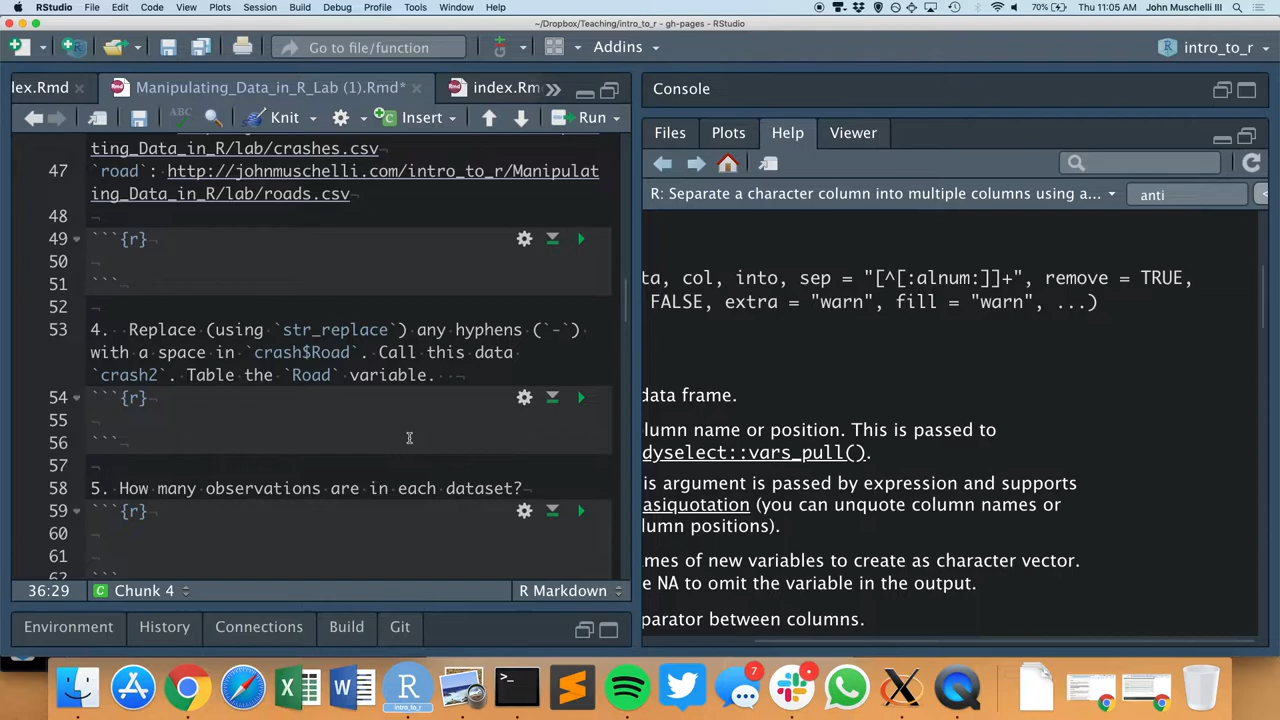 RStudio File Edit Code View Plots Session Build Debug Profile Tools Window Help 70% Thu 11:05 AM John Muschelli III
~/Dropbox/Teaching/intro_to_r - gh-pages - RStudio
Go to file/function Addins intro_to_r
lex.Rmd Manipulating_Data_in_R_Lab (1).Rmd* index.Rm
ABC Knit Insert Run
ting_Data_in_R/lab/crashes.csv
47 `road`: http://johnmuschelli.com/intro_to_r/Manipulat
ing_Data_in_R/lab/roads.csv
48
49 ```{r}
50
51 ```
52
53 4. Replace (using `str_replace`) any hyphens (`-`)
with a space in `crash$Road`. Call this data
`crash2`. Table the `Road` variable.
54 ```{r}
55
56 ```
57
58 5. How many observations are in each dataset?
59 ```{r}
60
61
62 ```
36:29 C Chunk 4 R Markdown
Environment History Connections Build Git
Console
Files Plots Help Viewer
R: Separate a character column into multiple columns using a... anti
ta, col, into, sep = "[^[:alnum:]]+", remove = TRUE,
FALSE, extra = "warn", fill = "warn", ...)
data frame.
lumn name or position. This is passed to
dyselect::vars_pull().
is argument is passed by expression and supports
asiquotation (you can unquote column names or
lumn positions).
mes of new variables to create as character vector.
e NA to omit the variable in the output.
parator between columns.
intro_to_r
7